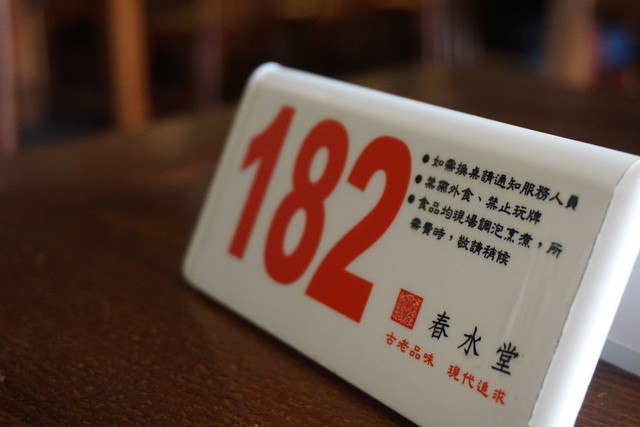 182
●如需換桌請通知服務人員
●禁帶外食、禁止玩牌
●食品均現場調泡烹煮，所
需費時，敬請稍候
春水堂
古老品味 現代追求